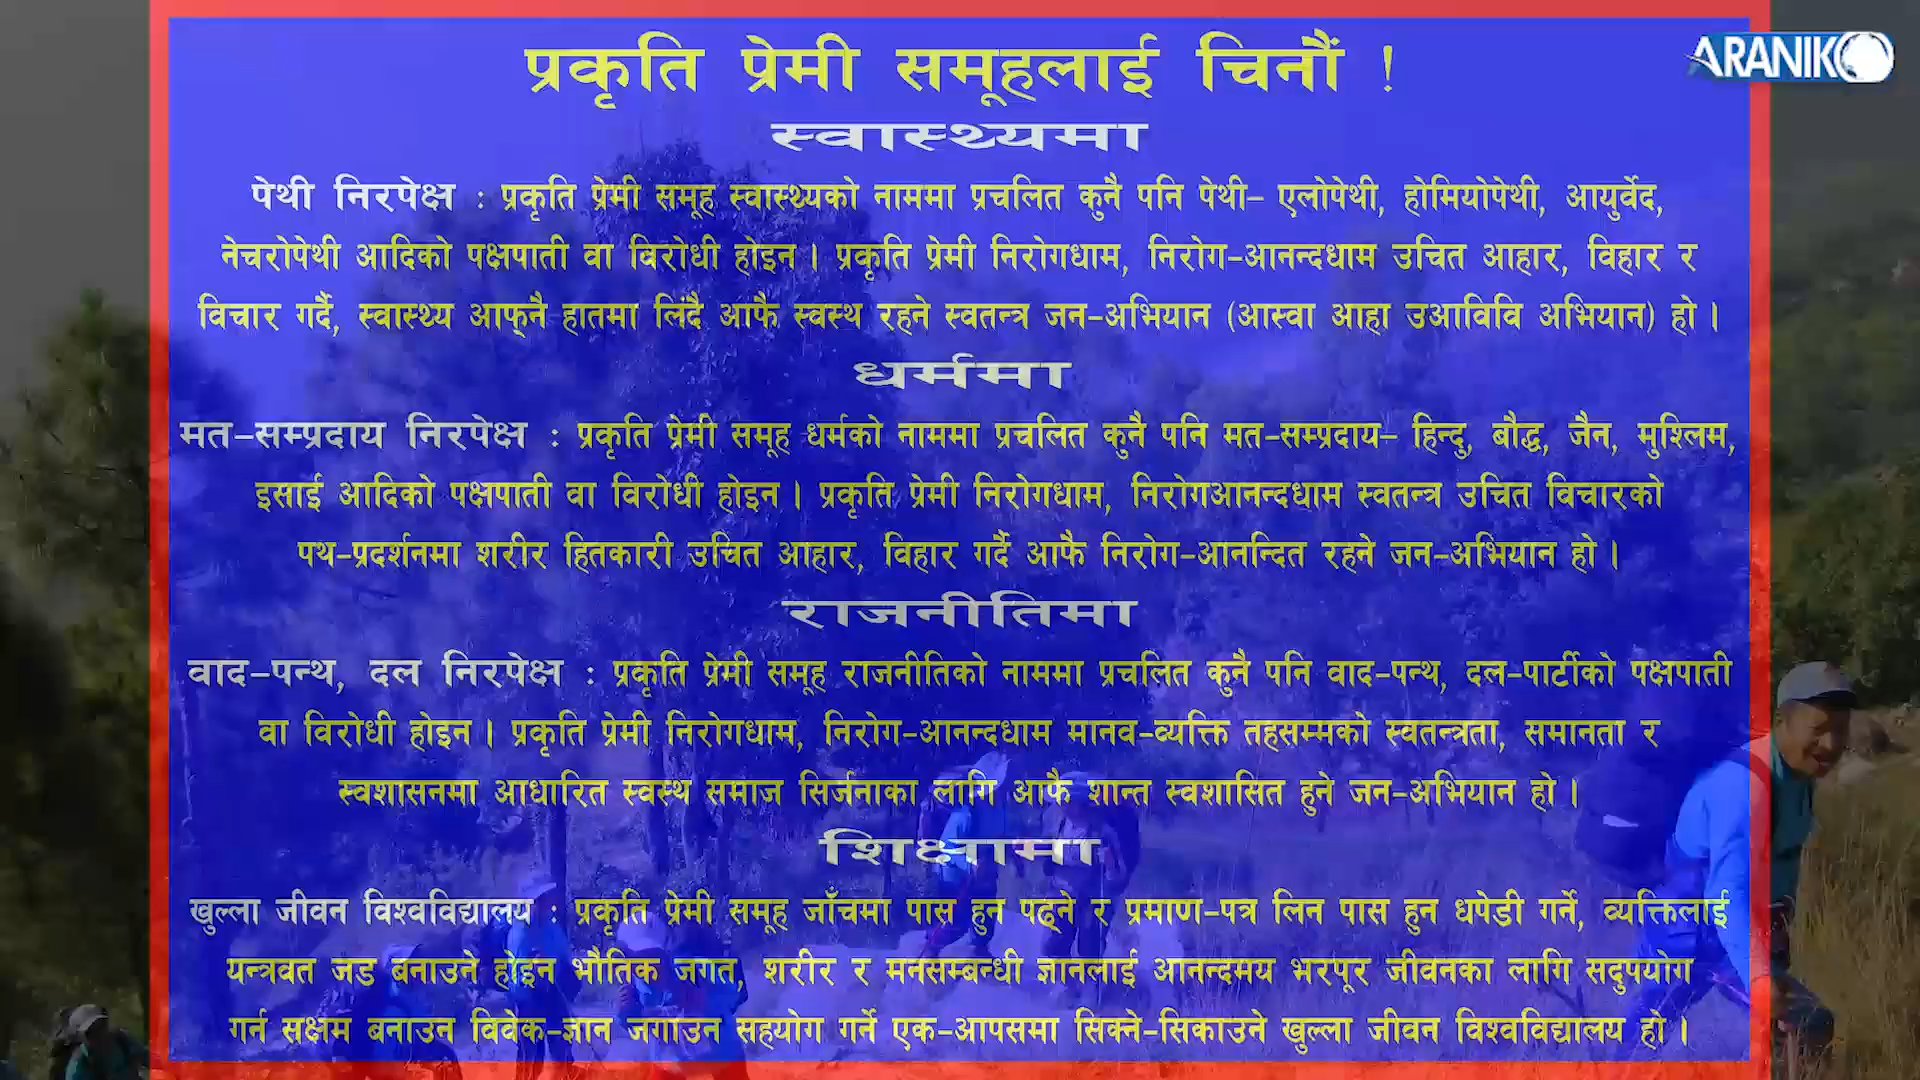 ARANIKO
प्रकृति प्रेमी समूहलाई चिनौं !
स्वास्थ्यमा
पेथी निरपेक्ष : प्रकृति प्रेमी समूह स्वास्थ्यको नाममा प्रचलित कुनै पनि पेथी– एलोपेथी, होमियोपेथी, आयुर्वेद,
नेचरोपेथी आदिको पक्षपाती वा विरोधी होइन । प्रकृति प्रेमी निरोगधाम, निरोग–आनन्दधाम उचित आहार, विहार र
विचार गर्दै, स्वास्थ्य आफ्नै हातमा लिंदै आफै स्वस्थ रहने स्वतन्त्र जन–अभियान (आस्वा आहा उआविवि अभियान) हो ।
धर्ममा
मत–सम्प्रदाय निरपेक्ष : प्रकृति प्रेमी समूह धर्मको नाममा प्रचलित कुनै पनि मत–सम्प्रदाय– हिन्दु, बौद्ध, जैन, मुश्लिम,
इसाई आदिको पक्षपाती वा विरोधी होइन । प्रकृति प्रेमी निरोगधाम, निरोगआनन्दधाम स्वतन्त्र उचित विचारको
पथ–प्रदर्शनमा शरीर हितकारी उचित आहार, विहार गर्दै आफै निरोग–आनन्दित रहने जन–अभियान हो ।
राजनीतिमा
वाद–पन्थ, दल निरपेक्ष : प्रकृति प्रेमी समूह राजनीतिको नाममा प्रचलित कुनै पनि वाद–पन्थ, दल–पार्टीको पक्षपाती
वा विरोधी होइन । प्रकृति प्रेमी निरोगधाम, निरोग–आनन्दधाम मानव–व्यक्ति तहसम्मको स्वतन्त्रता, समानता र
स्वशासनमा आधारित स्वस्थ समाज सिर्जनाका लागि आफै शान्त स्वशासित हुने जन–अभियान हो ।
शिक्षामा
खुल्ला जीवन विश्वविद्यालय : प्रकृति प्रेमी समूह जाँचमा पास हुन पढ्ने र प्रमाण–पत्र लिन पास हुन धपेडी गर्ने, व्यक्तिलाई
यन्त्रवत जड बनाउने होइन भौतिक जगत, शरीर र मनसम्बन्धी ज्ञानलाई आनन्दमय भरपूर जीवनका लागि सदुपयोग
गर्न सक्षम बनाउन विवेक–ज्ञान जगाउन सहयोग गर्ने एक–आपसमा सिक्ने–सिकाउने खुल्ला जीवन विश्वविद्यालय हो ।